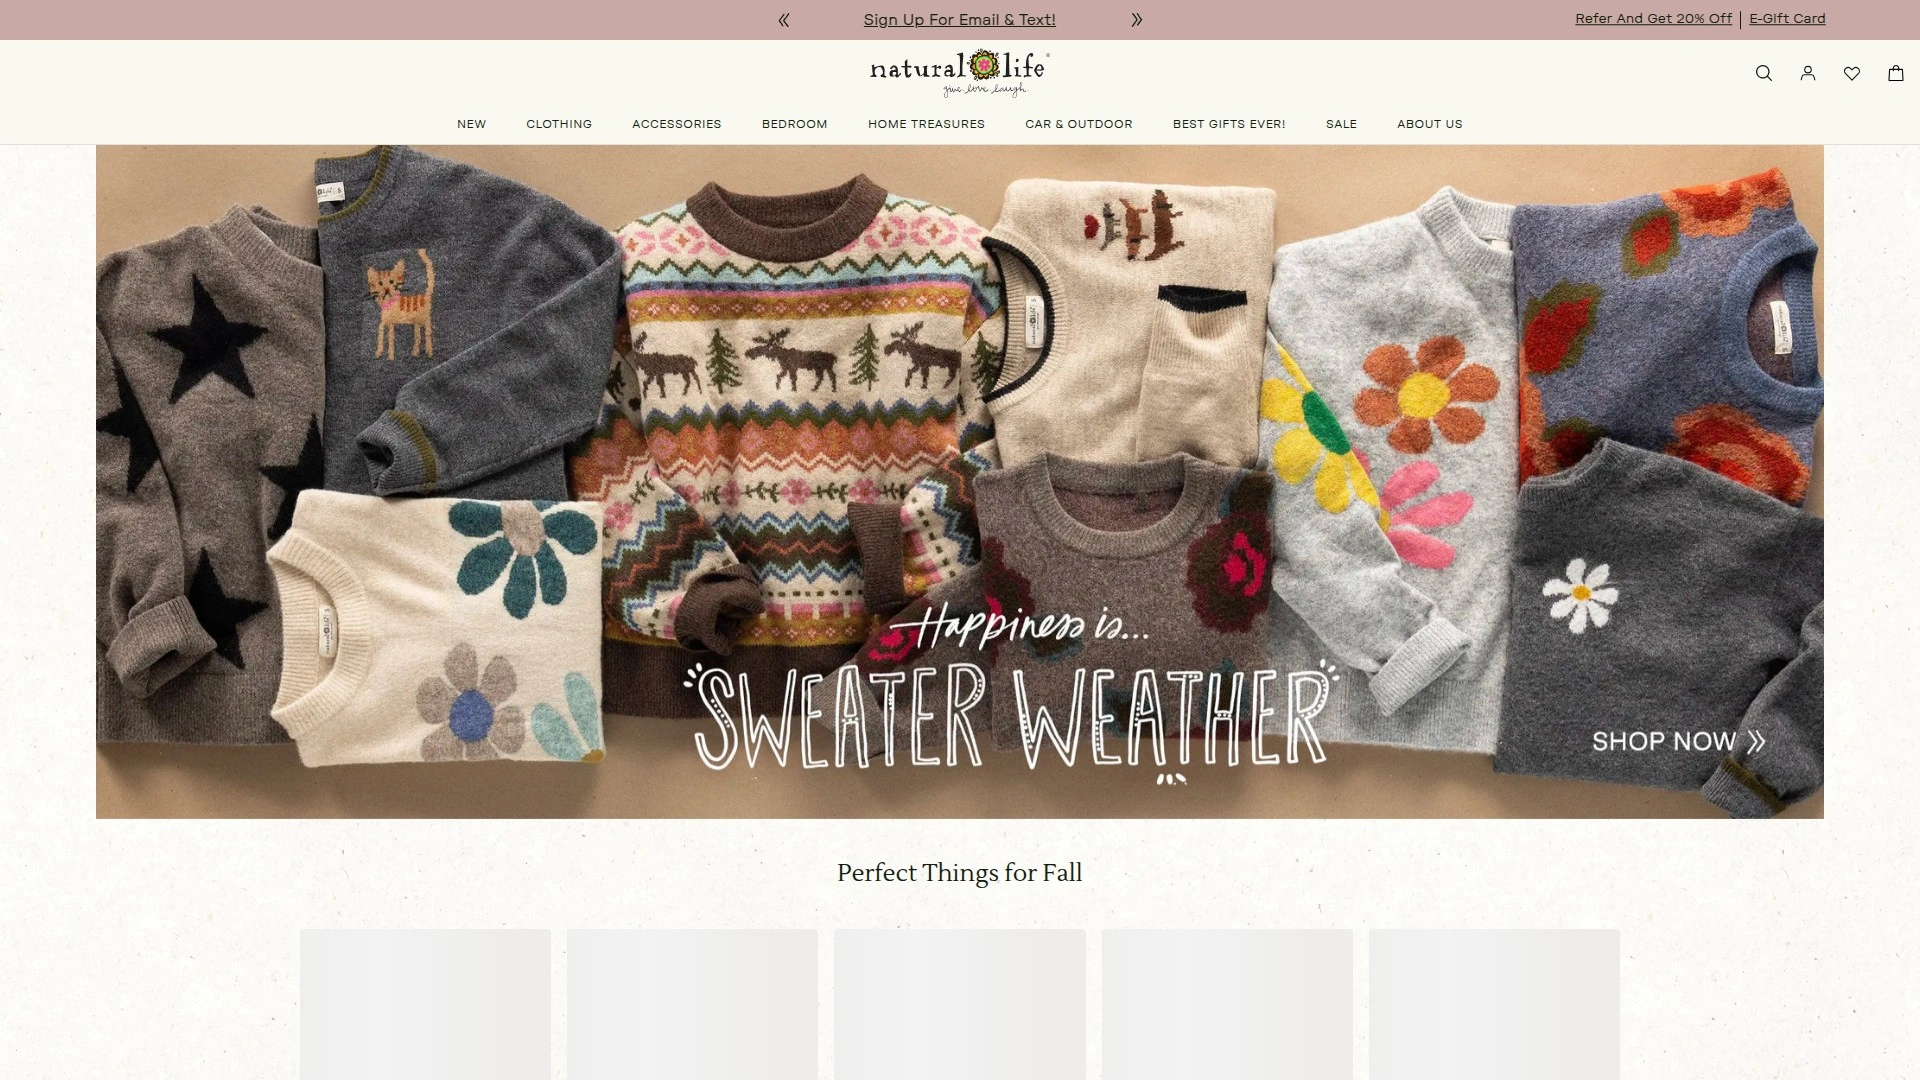 Sign Up For Email & Text!
Refer And Get 20% Off
E-Gift Card
natural life
give. love. laugh.
NEW
CLOTHING
ACCESSORIES
BEDROOM
HOME TREASURES
CAR & OUTDOOR
BEST GIFTS EVER!
SALE
ABOUT US
Happiness is...
SWEATER WEATHER
SHOP NOW
Perfect Things for Fall